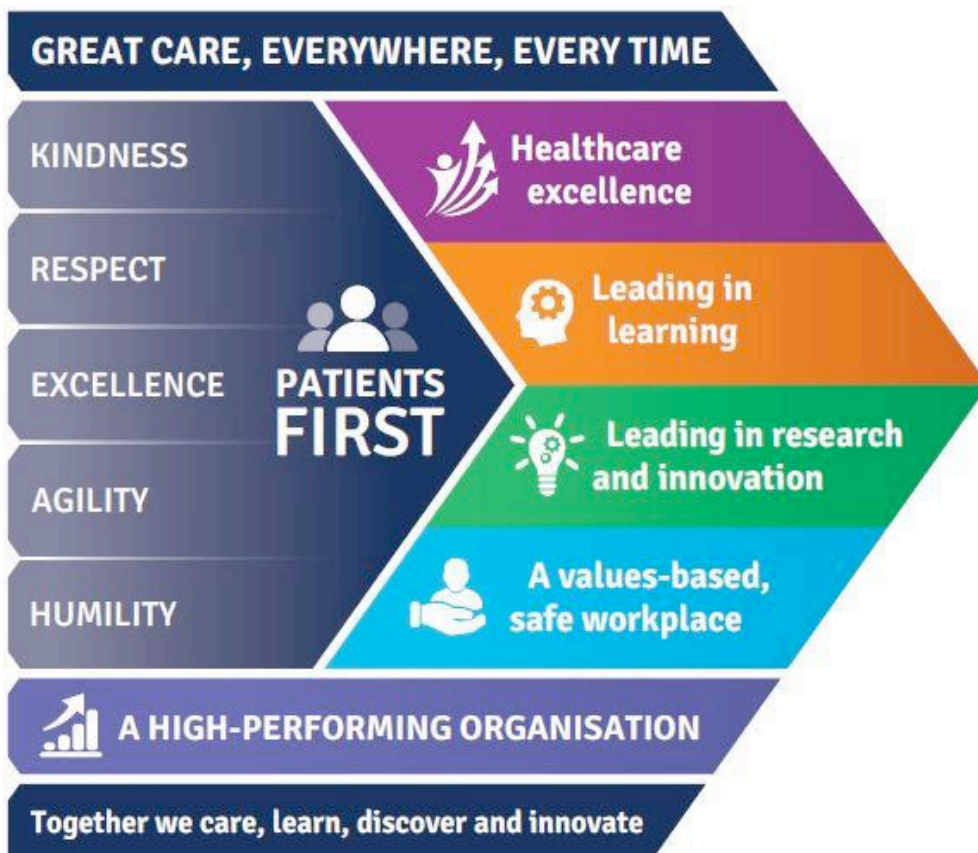 GREAT CARE, EVERYWHERE, EVERY TIME
KINDNESS
RESPECT
EXCELLENCE
AGILITY
HUMILITY
PATIENTS
FIRST
Healthcare
excellence
Leading in
learning
Leading in research
and innovation
A values-based,
safe workplace
A HIGH-PERFORMING ORGANISATION
Together we care, learn, discover and innovate